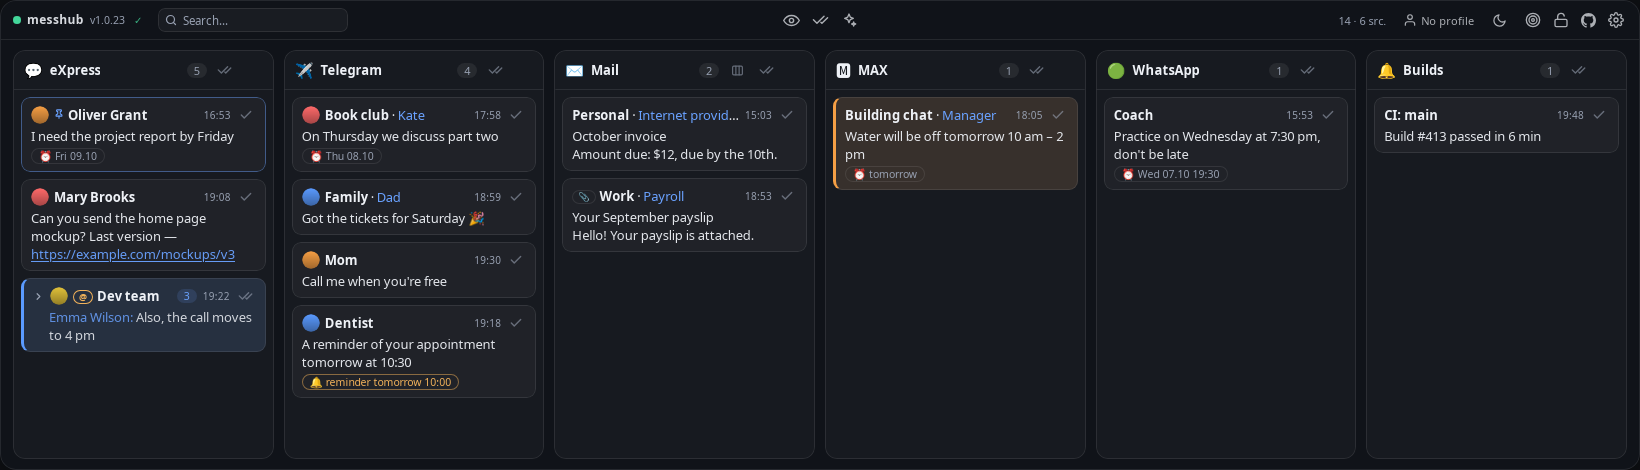 messhub v1.0.23 ✓ Search... 14 · 6 src. No profile
💬 eXpress 5
Oliver Grant 16:53
I need the project report by Friday
⏰ Fri 09.10
Mary Brooks 19:08
Can you send the home page
mockup? Last version —
https://example.com/mockups/v3
@ Dev team 3 19:22
Emma Wilson: Also, the call moves
to 4 pm
✈️ Telegram 4
Book club · Kate 17:58
On Thursday we discuss part two
⏰ Thu 08.10
Family · Dad 18:59
Got the tickets for Saturday 🎉
Mom 19:30
Call me when you're free
Dentist 19:18
A reminder of your appointment
tomorrow at 10:30
🔔 reminder tomorrow 10:00
✉️ Mail 2
Personal · Internet provid... 15:03
October invoice
Amount due: $12, due by the 10th.
📎 Work · Payroll 18:53
Your September payslip
Hello! Your payslip is attached.
M MAX 1
Building chat · Manager 18:05
Water will be off tomorrow 10 am – 2
pm
⏰ tomorrow
🟢 WhatsApp 1
Coach 15:53
Practice on Wednesday at 7:30 pm,
don't be late
⏰ Wed 07.10 19:30
🔔 Builds 1
CI: main 19:48
Build #413 passed in 6 min